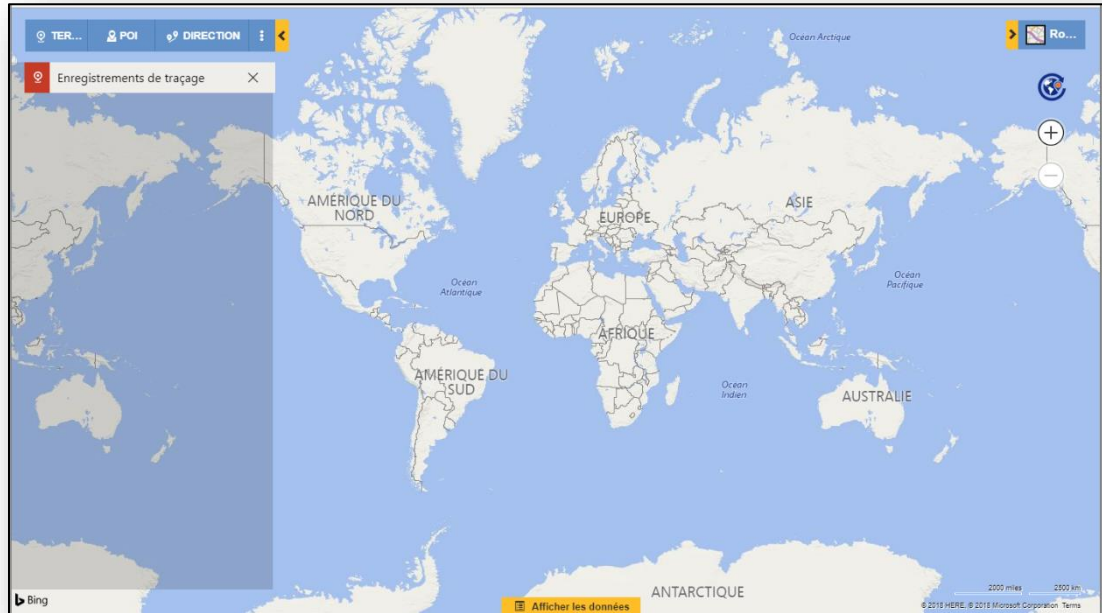 TER...
POI
DIRECTION
Ro...
Enregistrements de traçage
Océan Arctique
AMÉRIQUE DU
NORD
EUROPE
ASIE
Océan
Atlantique
Océan
Pacifique
AFRIQUE
AMÉRIQUE DU
SUD
Océan
Indien
AUSTRALIE
ANTARCTIQUE
2000 miles
2500 km
Bing
Afficher les données
© 2018 HERE, © 2018 Microsoft Corporation Terms